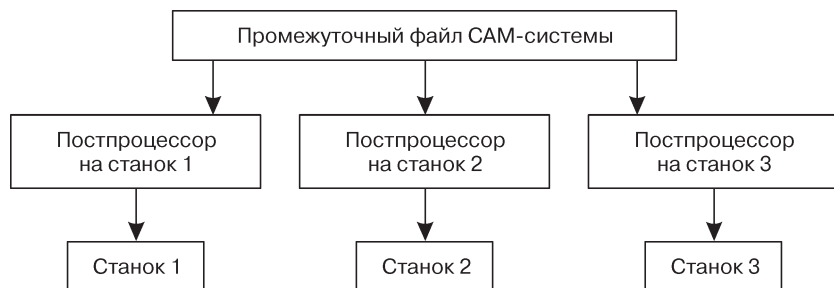 Промежуточный файл САМ-системы
Постпроцессор
на станок 1
Постпроцессор
на станок 2
Постпроцессор
на станок 3
Станок 1
Станок 2
Станок 3